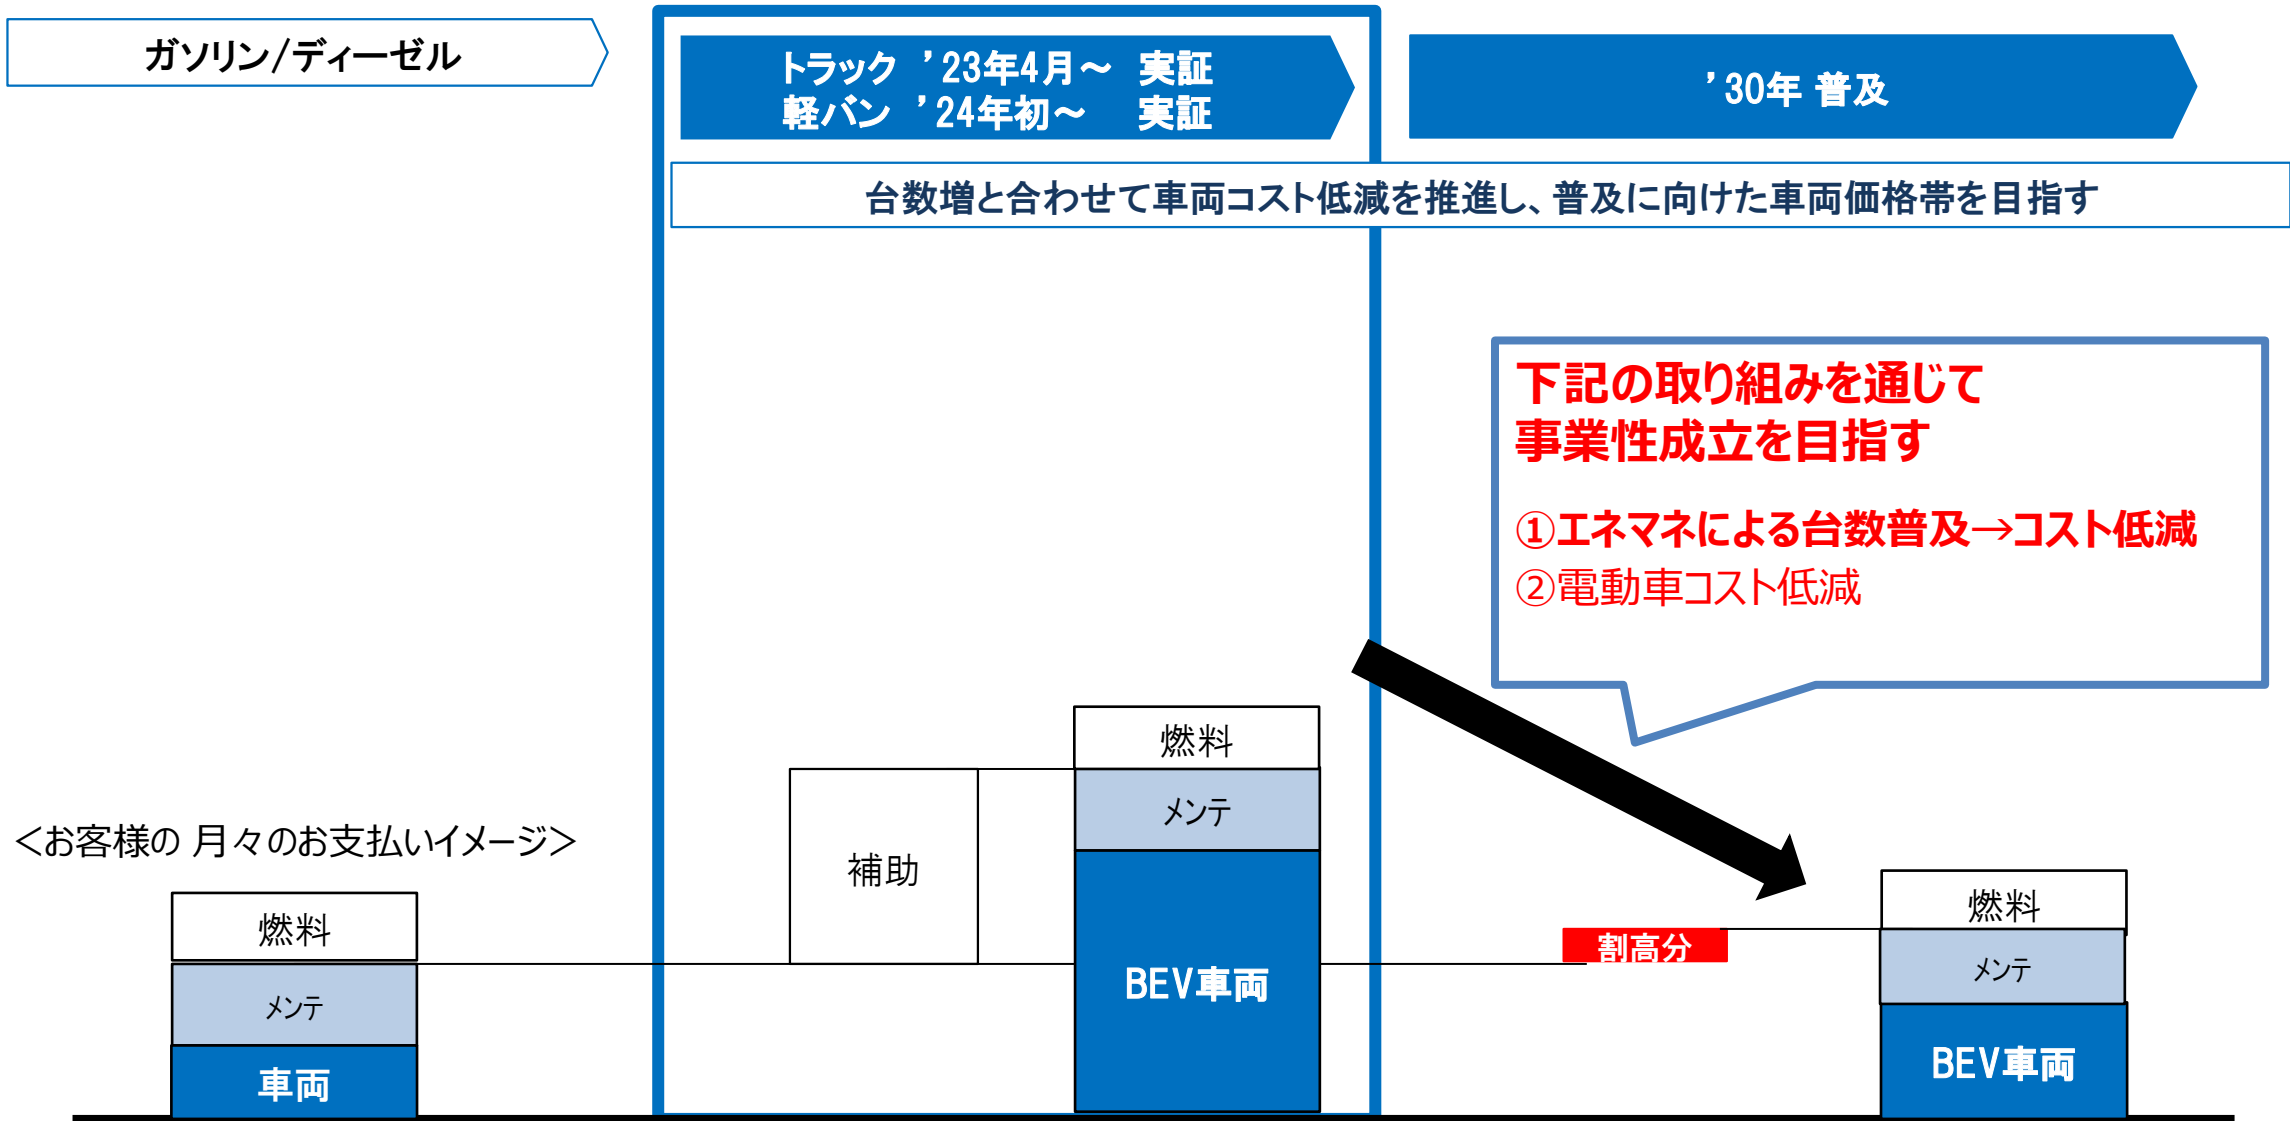 ガソリン/ディーゼル
トラック ’23年4月～ 実証
軽バン ’24年初～ 実証
’30年 普及
台数増と合わせて車両コスト低減を推進し、普及に向けた車両価格帯を目指す
下記の取り組みを通じて
事業性成立を目指す
①エネマネによる台数普及→コスト低減
②電動車コスト低減
＜お客様の 月々のお支払いイメージ＞
燃料
メンテ
車両
補助
燃料
メンテ
BEV車両
割高分
燃料
メンテ
BEV車両